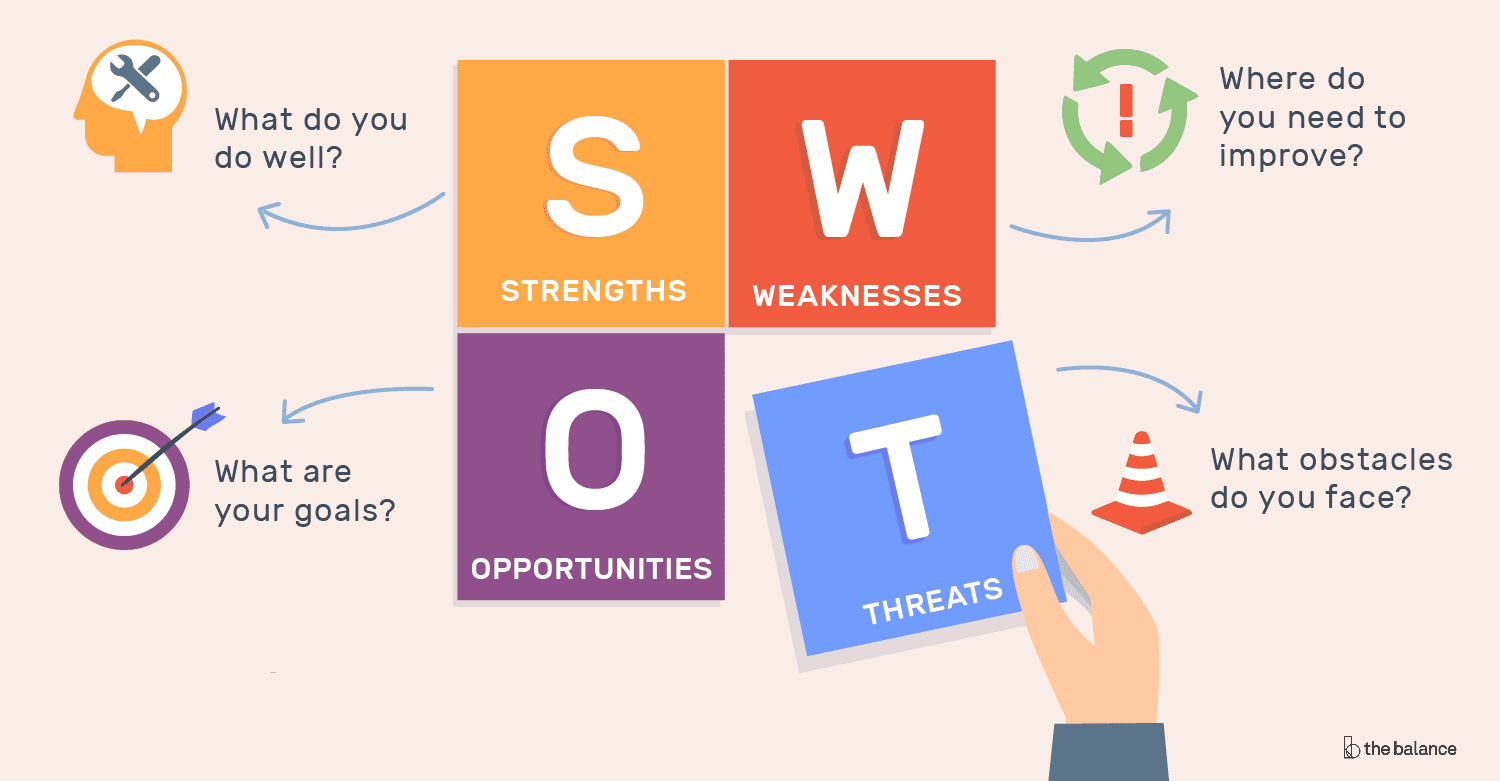 What do you
do well?
S
STRENGTHS
W
WEAKNESSES
Where do
you need to
improve?
What are
your goals?
O
OPPORTUNITIES
T
THREATS
What obstacles
do you face?
the balance